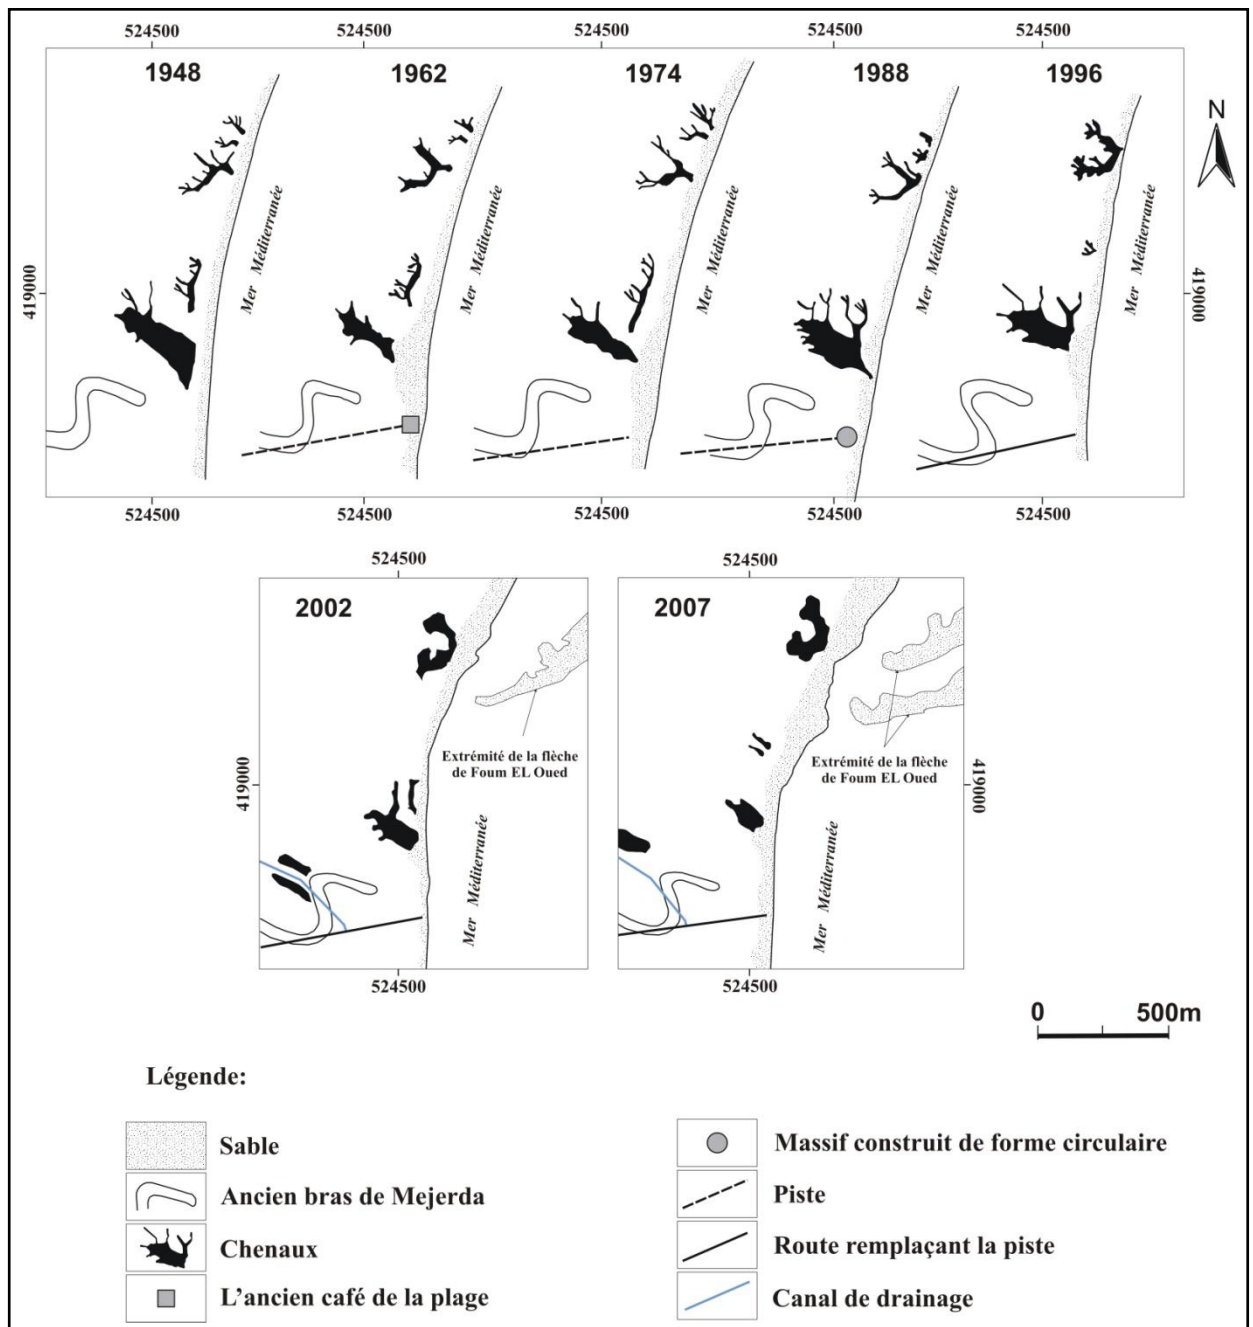 524500 524500 524500 524500 524500
1948 1962 1974 1988 1996
N
Mer Méditerranée
Mer Méditerranée
Mer Méditerranée
Mer Méditerranée
Mer Méditerranée
419000
419000
524500 524500 524500 524500 524500
524500
524500
2002
2007
Extrémité de la flèche
de Foum EL Oued
Extrémité de la flèche
de Foum EL Oued
419000
419000
Mer Méditerranée
Mer Méditerranée
524500
524500
0 500m
Légende:
Sable
Ancien bras de Mejerda
Chenaux
L'ancien café de la plage
Massif construit de forme circulaire
Piste
Route remplaçant la piste
Canal de drainage